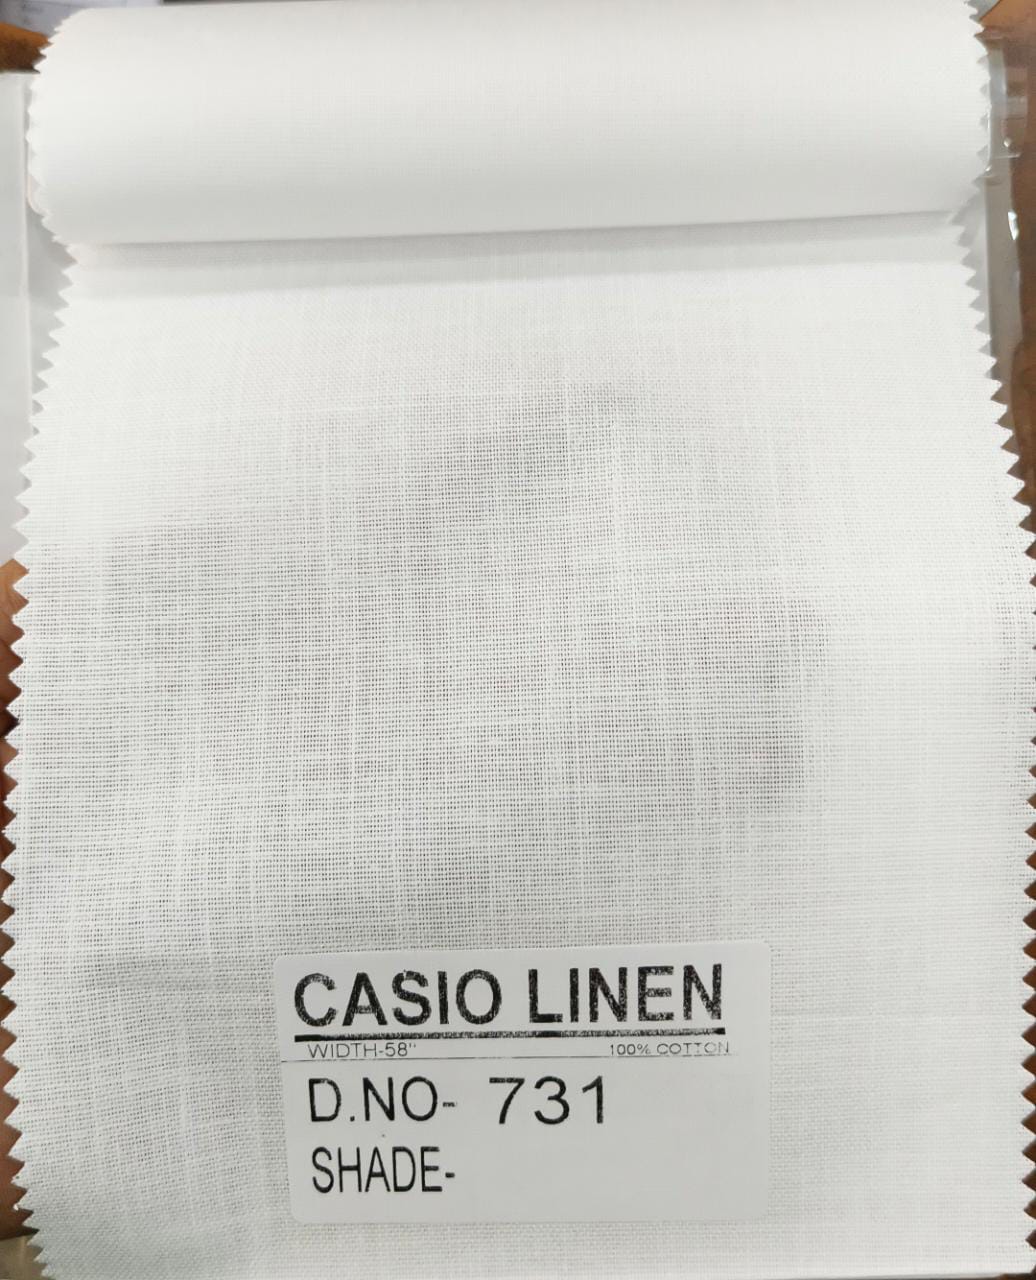 CASIO LINEN
WIDTH-58" 100% COTTON
D.NO- 731
SHADE-